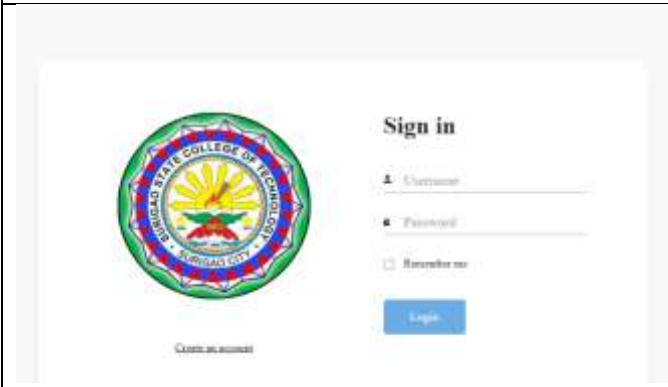 SURIGAO STATE COLLEGE OF TECHNOLOGY
• SURIGAO CITY •
Create an account
Sign in
Username
Password
Remember me
Login